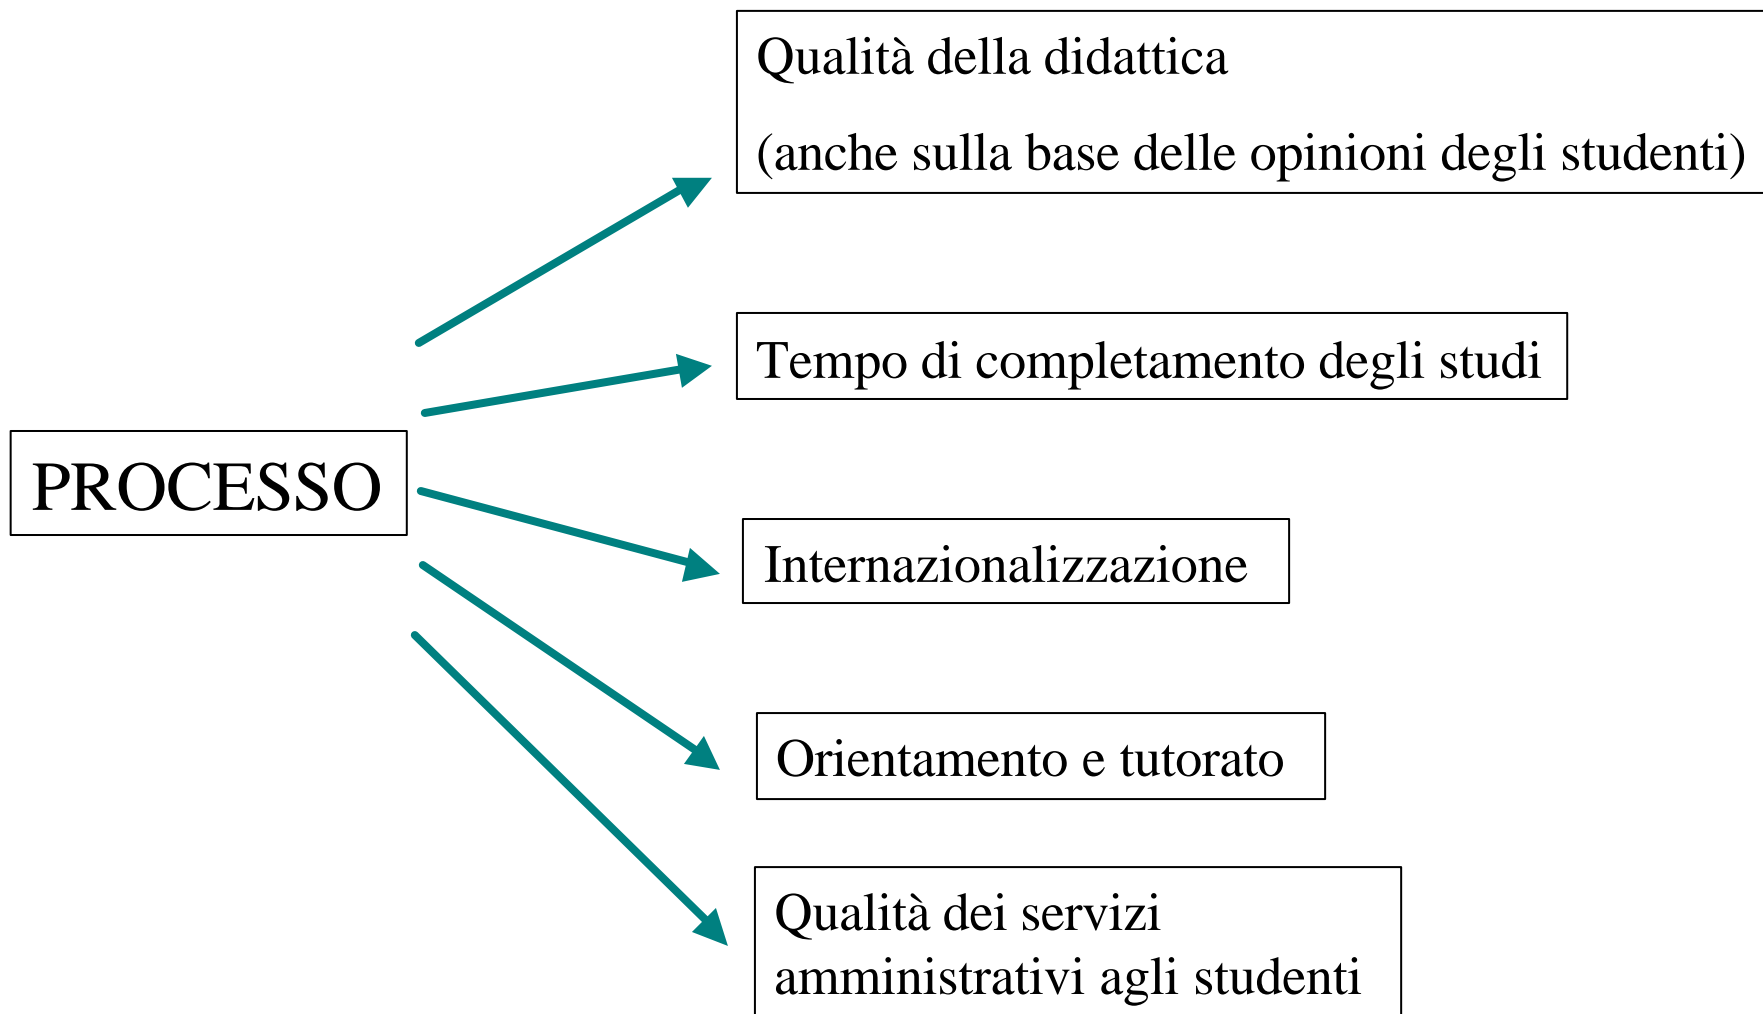 Qualità della didattica
(anche sulla base delle opinioni degli studenti)
Tempo di completamento degli studi
PROCESSO
Internazionalizzazione
Orientamento e tutorato
Qualità dei servizi
amministrativi agli studenti